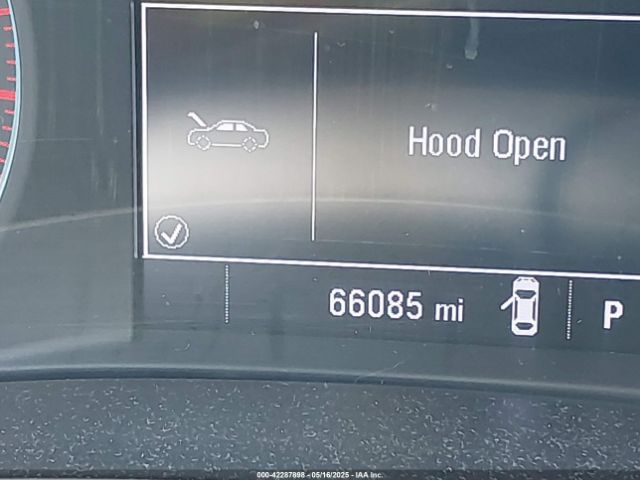 Hood Open
66085 mi
P
000-42287898 - 05/16/2025 - IAA Inc.